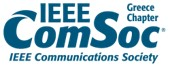 IEEE
Greece
Chapter
ComSoc®
IEEE Communications Society